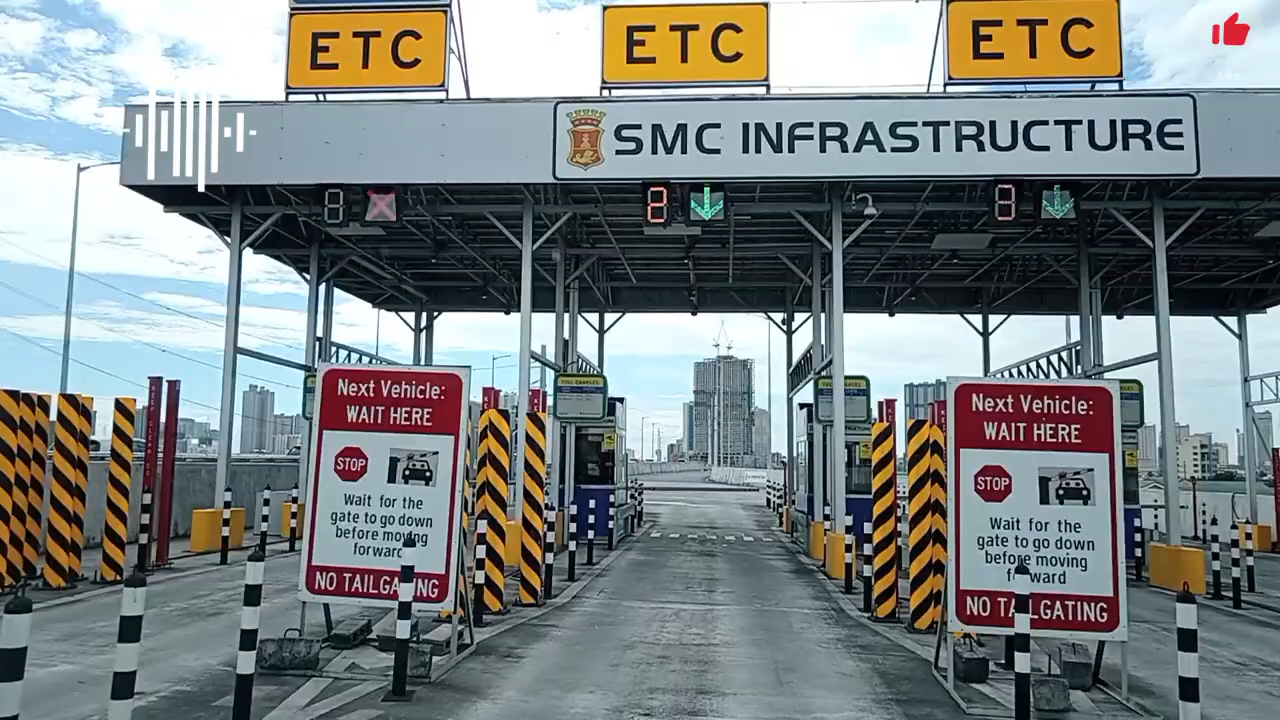 ETC
ETC
ETC
SMC INFRASTRUCTURE
2
TOLL CHARGES
Next Vehicle:
WAIT HERE
STOP
Wait for the
gate to go down
before moving
forward
NO TAILGATING
Next Vehicle:
WAIT HERE
STOP
Wait for the
gate to go down
before moving
forward
NO TAILGATING